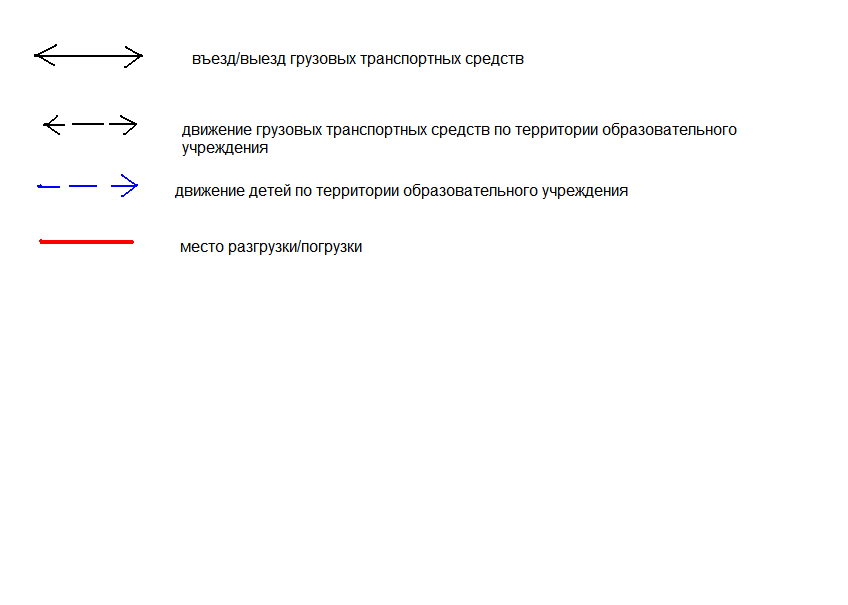 въезд/выезд грузовых транспортных средств
движение грузовых транспортных средств по территории образовательного
учреждения
движение детей по территории образовательного учреждения
место разгрузки/погрузки